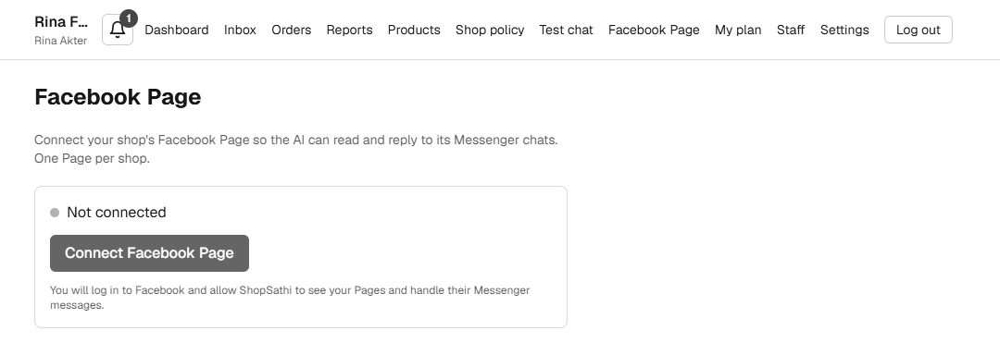 Rina F...
Rina Akter
1
Dashboard
Inbox
Orders
Reports
Products
Shop policy
Test chat
Facebook Page
My plan
Staff
Settings
Log out
Facebook Page
Connect your shop's Facebook Page so the AI can read and reply to its Messenger chats.
One Page per shop.
Not connected
Connect Facebook Page
You will log in to Facebook and allow ShopSathi to see your Pages and handle their Messenger
messages.